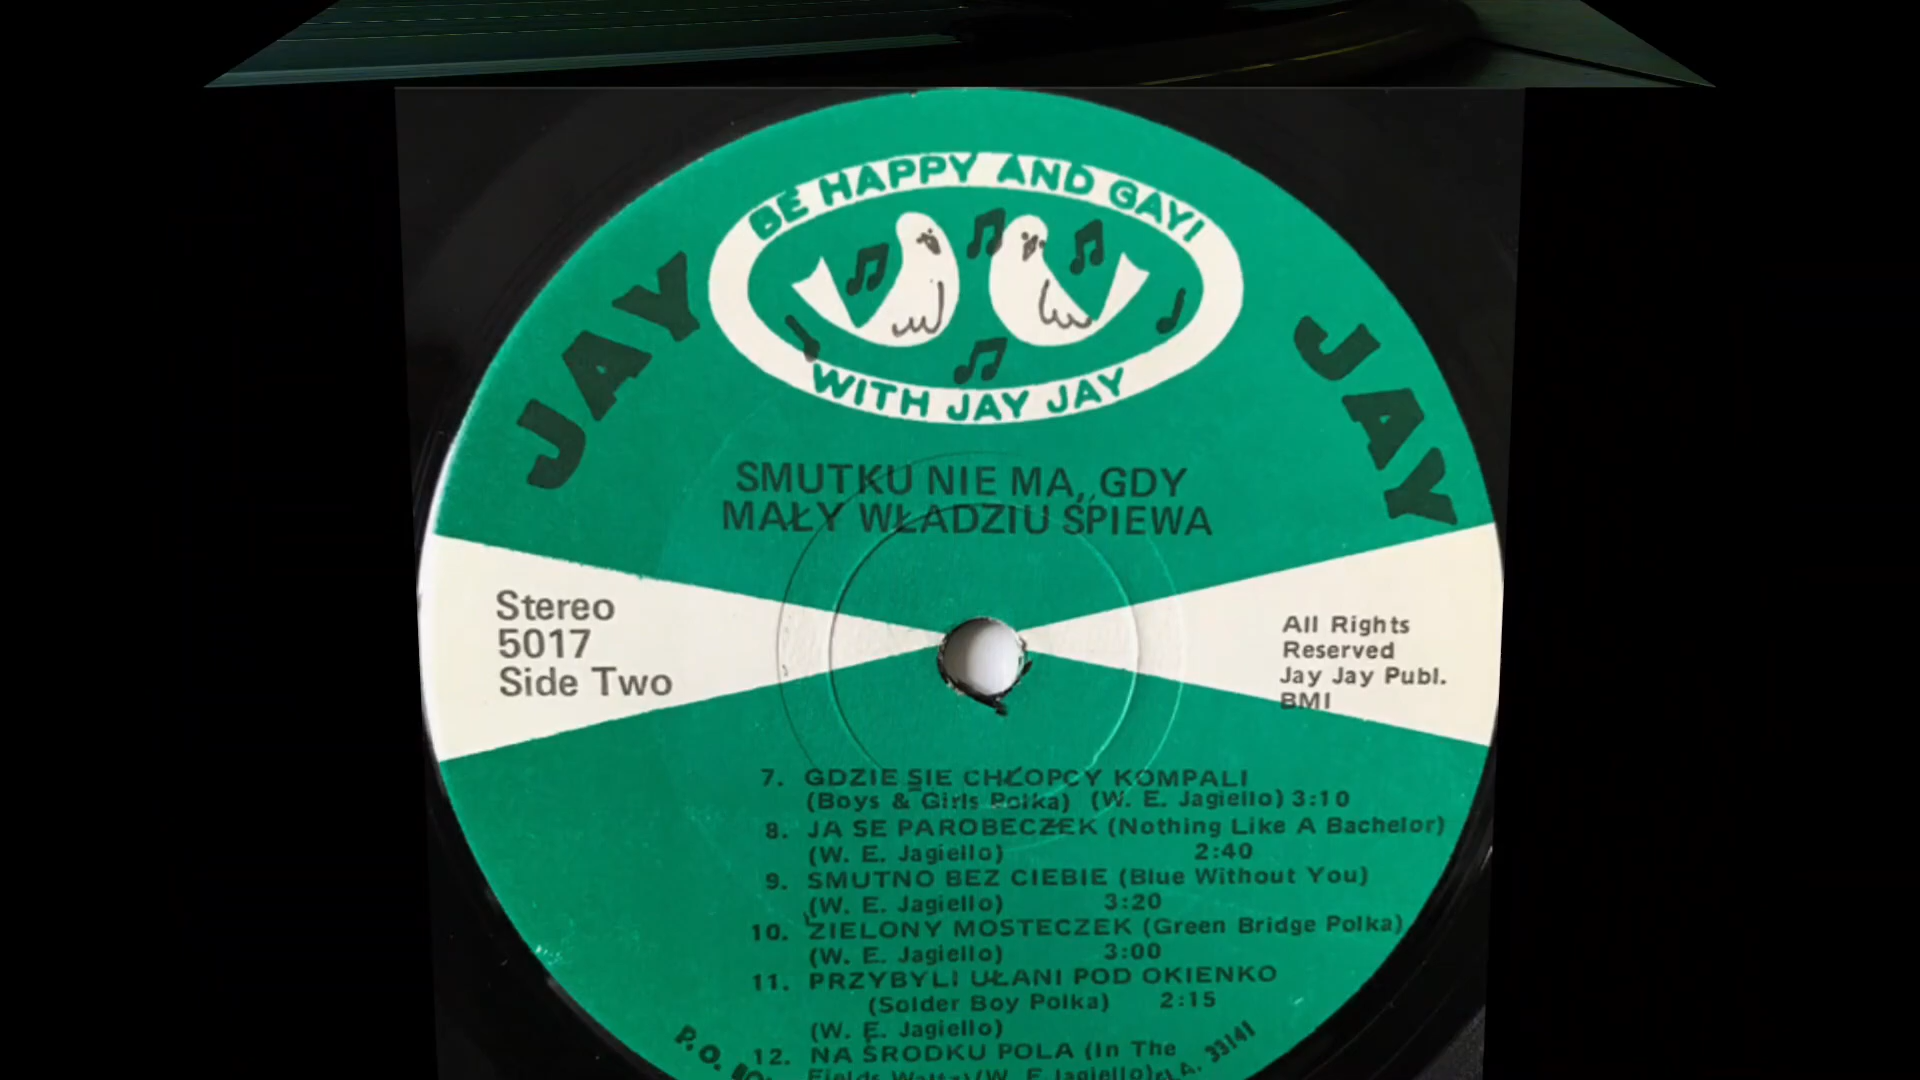 BE HAPPY AND GAY!
WITH JAY JAY
JAY JAY
SMUTKU NIE MA, GDY
MAŁY WŁADZIU ŚPIEWA
Stereo
5017
Side Two
All Rights
Reserved
Jay Jay Publ.
BMI
7. GDZIE SIE CHŁOPCY KOMPALI
(Boys & Girls Polka) (W. E. Jagiello) 3:10
8. JA SE PAROBECZEK (Nothing Like A Bachelor)
(W. E. Jagiello) 2:40
9. SMUTNO BEZ CIEBIE (Blue Without You)
(W. E. Jagiello) 3:20
10. ZIELONY MOSTECZEK (Green Bridge Polka)
(W. E. Jagiello) 3:00
11. PRZYBYLI UŁANI POD OKIENKO
(Solder Boy Polka) 2:15
(W. E. Jagiello)
12. NA ŚRODKU POLA (In The
Fields Waltz) (W. E. Jagiello)
P.O. 33141